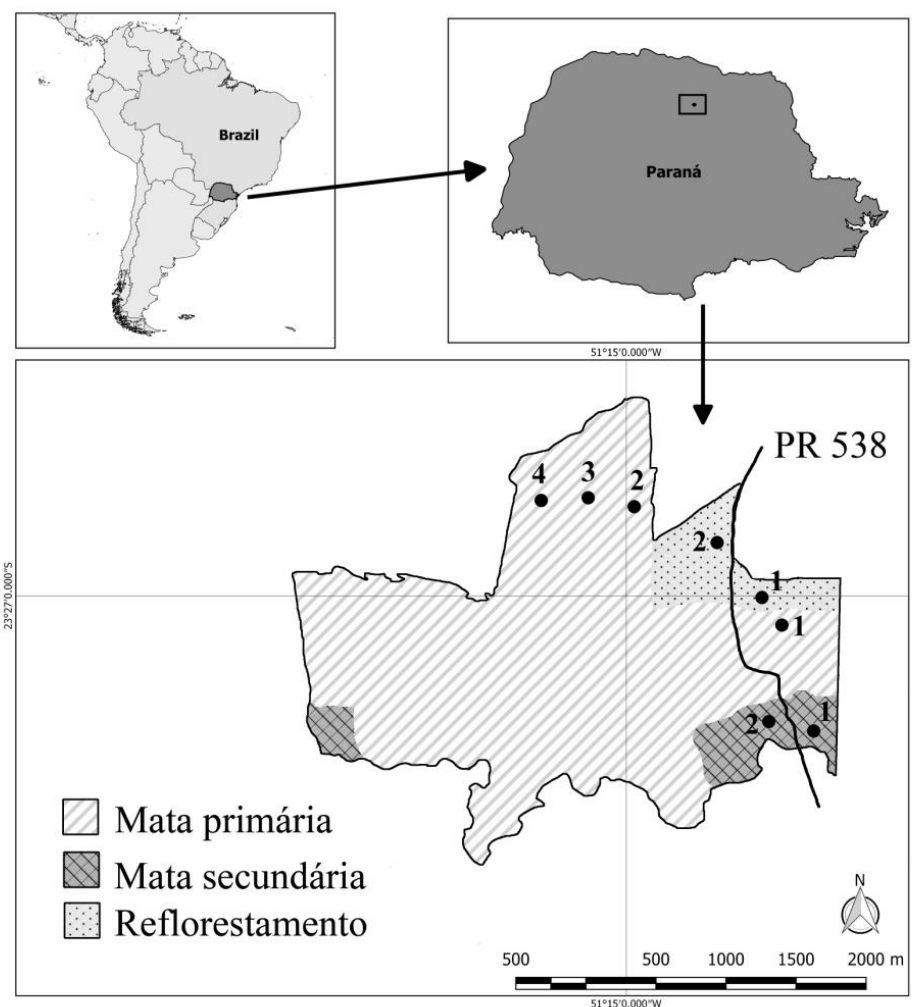 Brazil
Paraná
51°15'0.000"W
PR 538
4
3
2
2
1
1
23°27'0.000"S
2
1
Mata primária
Mata secundária
Reflorestamento
N
500
500
1000
1500
2000 m
51°15'0.000"W